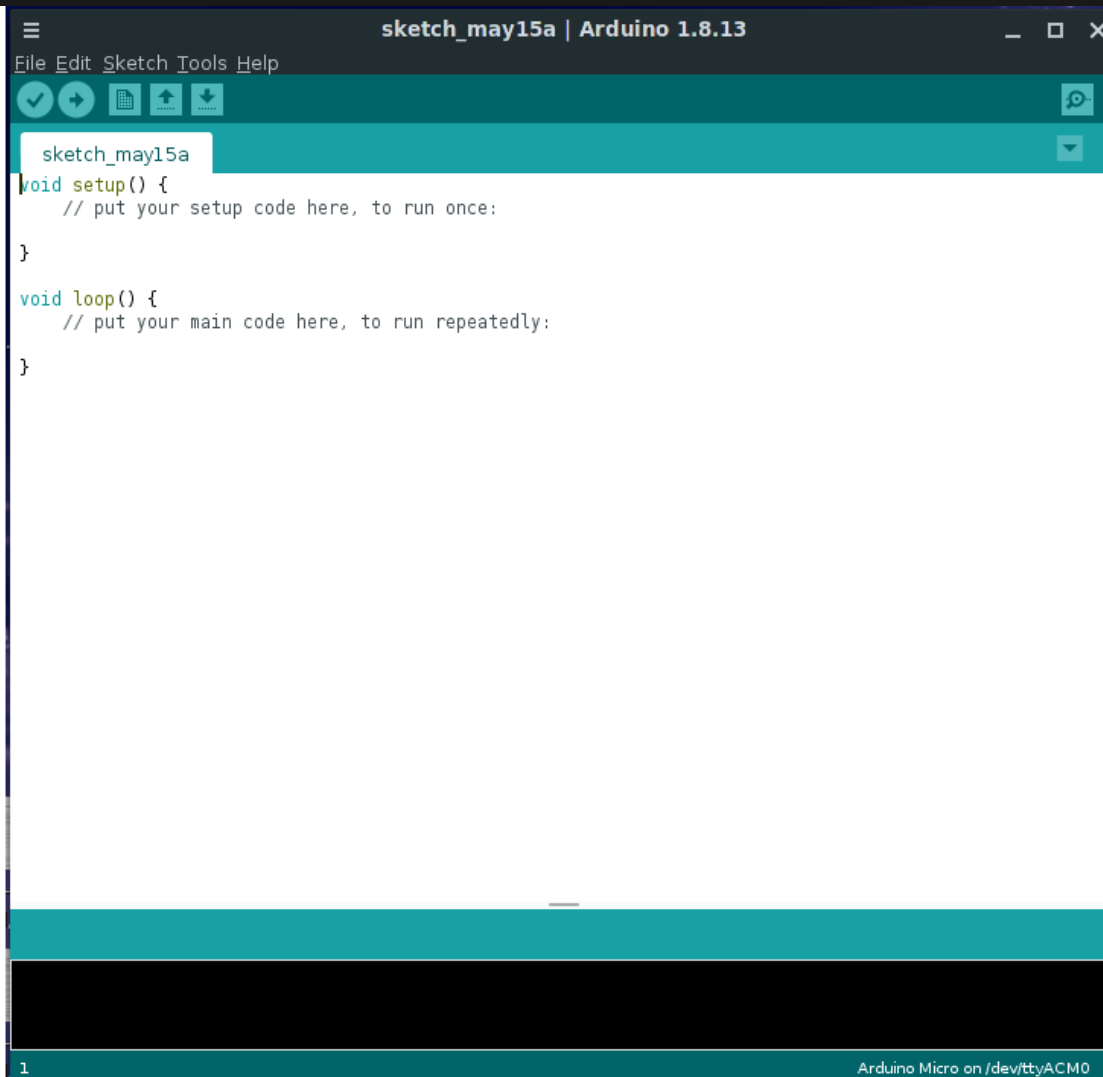 sketch_may15a | Arduino 1.8.13
File Edit Sketch Tools Help
sketch_may15a
void setup() {
    // put your setup code here, to run once:
}
void loop() {
    // put your main code here, to run repeatedly:
}
1 Arduino Micro on /dev/ttyACM0